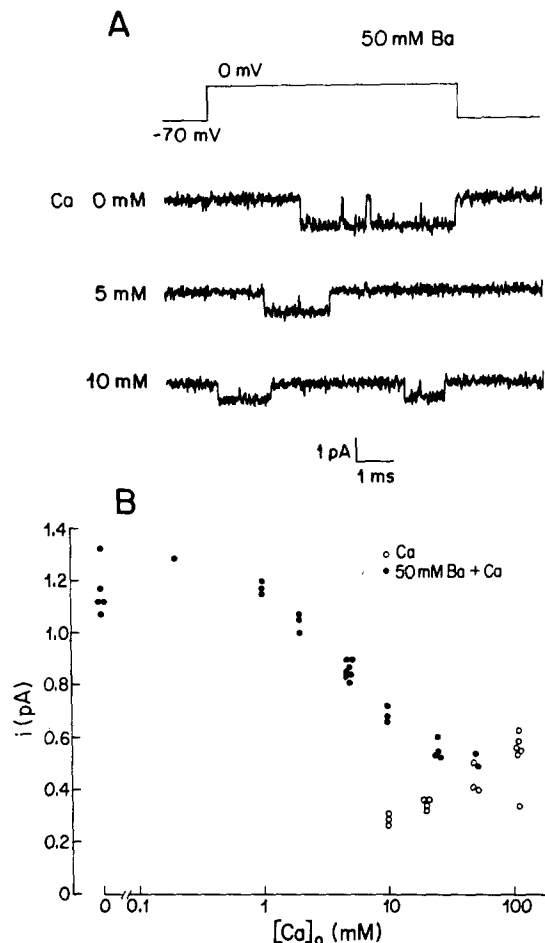 A
50 mM Ba
0 mV
-70 mV
Ca 0 mM
5 mM
10 mM
1 pA
1 ms
B
1.4
1.2
1.0
0.8
0.6
0.4
0.2
0
i (pA)
○ Ca
● 50 mM Ba + Ca
0 0.1 1 10 100
[Ca]o (mM)